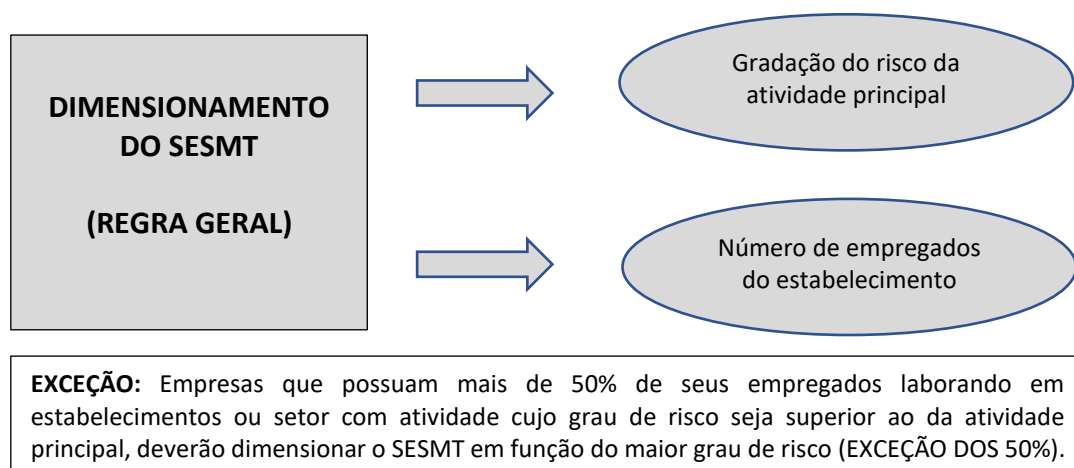 DIMENSIONAMENTO
DO SESMT
(REGRA GERAL)
Gradação do risco da
atividade principal
Número de empregados
do estabelecimento
EXCEÇÃO: Empresas que possuam mais de 50% de seus empregados laborando em
estabelecimentos ou setor com atividade cujo grau de risco seja superior ao da atividade
principal, deverão dimensionar o SESMT em função do maior grau de risco (EXCEÇÃO DOS 50%).